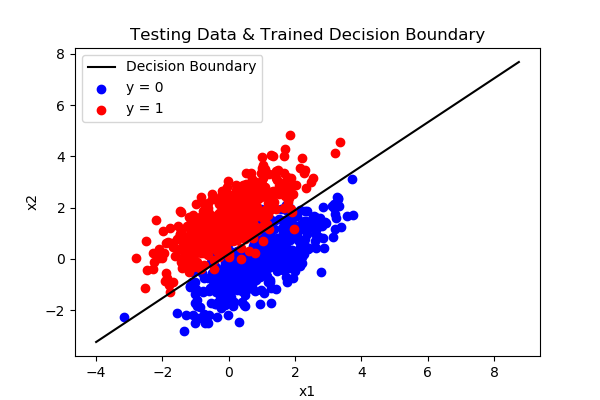 Testing Data & Trained Decision Boundary
8
6
4
2
0
−2
x2
Decision Boundary
y = 0
y = 1
−4 −2 0 2 4 6 8
x1